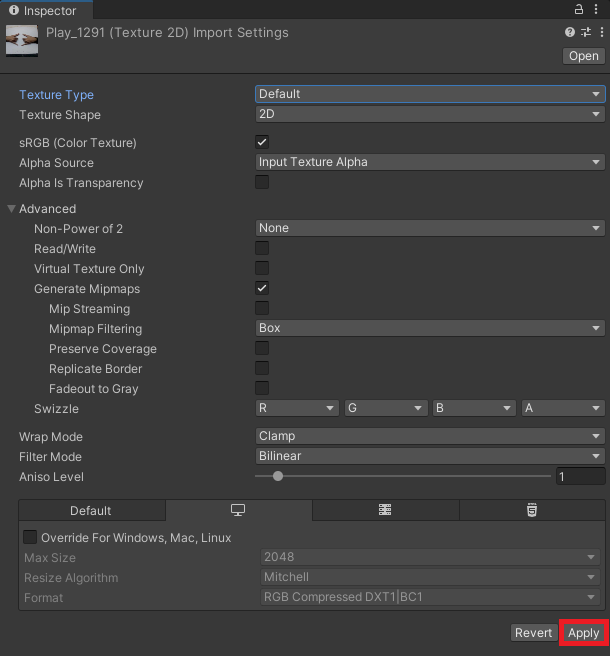 Inspector
Play_1291 (Texture 2D) Import Settings
Open
Texture Type Default
Texture Shape 2D
sRGB (Color Texture)
Alpha Source Input Texture Alpha
Alpha Is Transparency
Advanced
Non-Power of 2 None
Read/Write
Virtual Texture Only
Generate Mipmaps
Mip Streaming
Mipmap Filtering Box
Preserve Coverage
Replicate Border
Fadeout to Gray
Swizzle R G B A
Wrap Mode Clamp
Filter Mode Bilinear
Aniso Level 1
Default
Override For Windows, Mac, Linux
Max Size 2048
Resize Algorithm Mitchell
Format RGB Compressed DXT1|BC1
Revert Apply